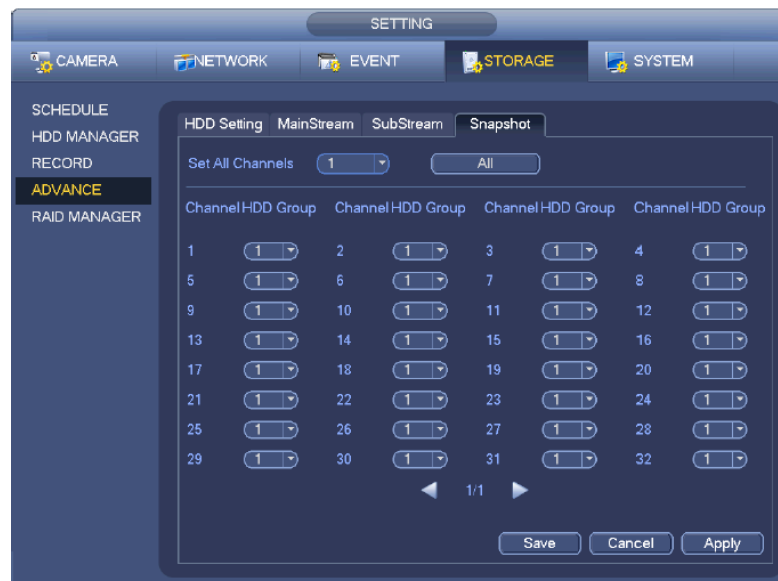 SETTING
CAMERA NETWORK EVENT STORAGE SYSTEM
SCHEDULE
HDD MANAGER
RECORD
ADVANCE
RAID MANAGER
HDD Setting MainStream SubStream Snapshot
Set All Channels 1 All
Channel HDD Group Channel HDD Group Channel HDD Group Channel HDD Group
1 1 2 1 3 1 4 1
5 1 6 1 7 1 8 1
9 1 10 1 11 1 12 1
13 1 14 1 15 1 16 1
17 1 18 1 19 1 20 1
21 1 22 1 23 1 24 1
25 1 26 1 27 1 28 1
29 1 30 1 31 1 32 1
1/1
Save Cancel Apply